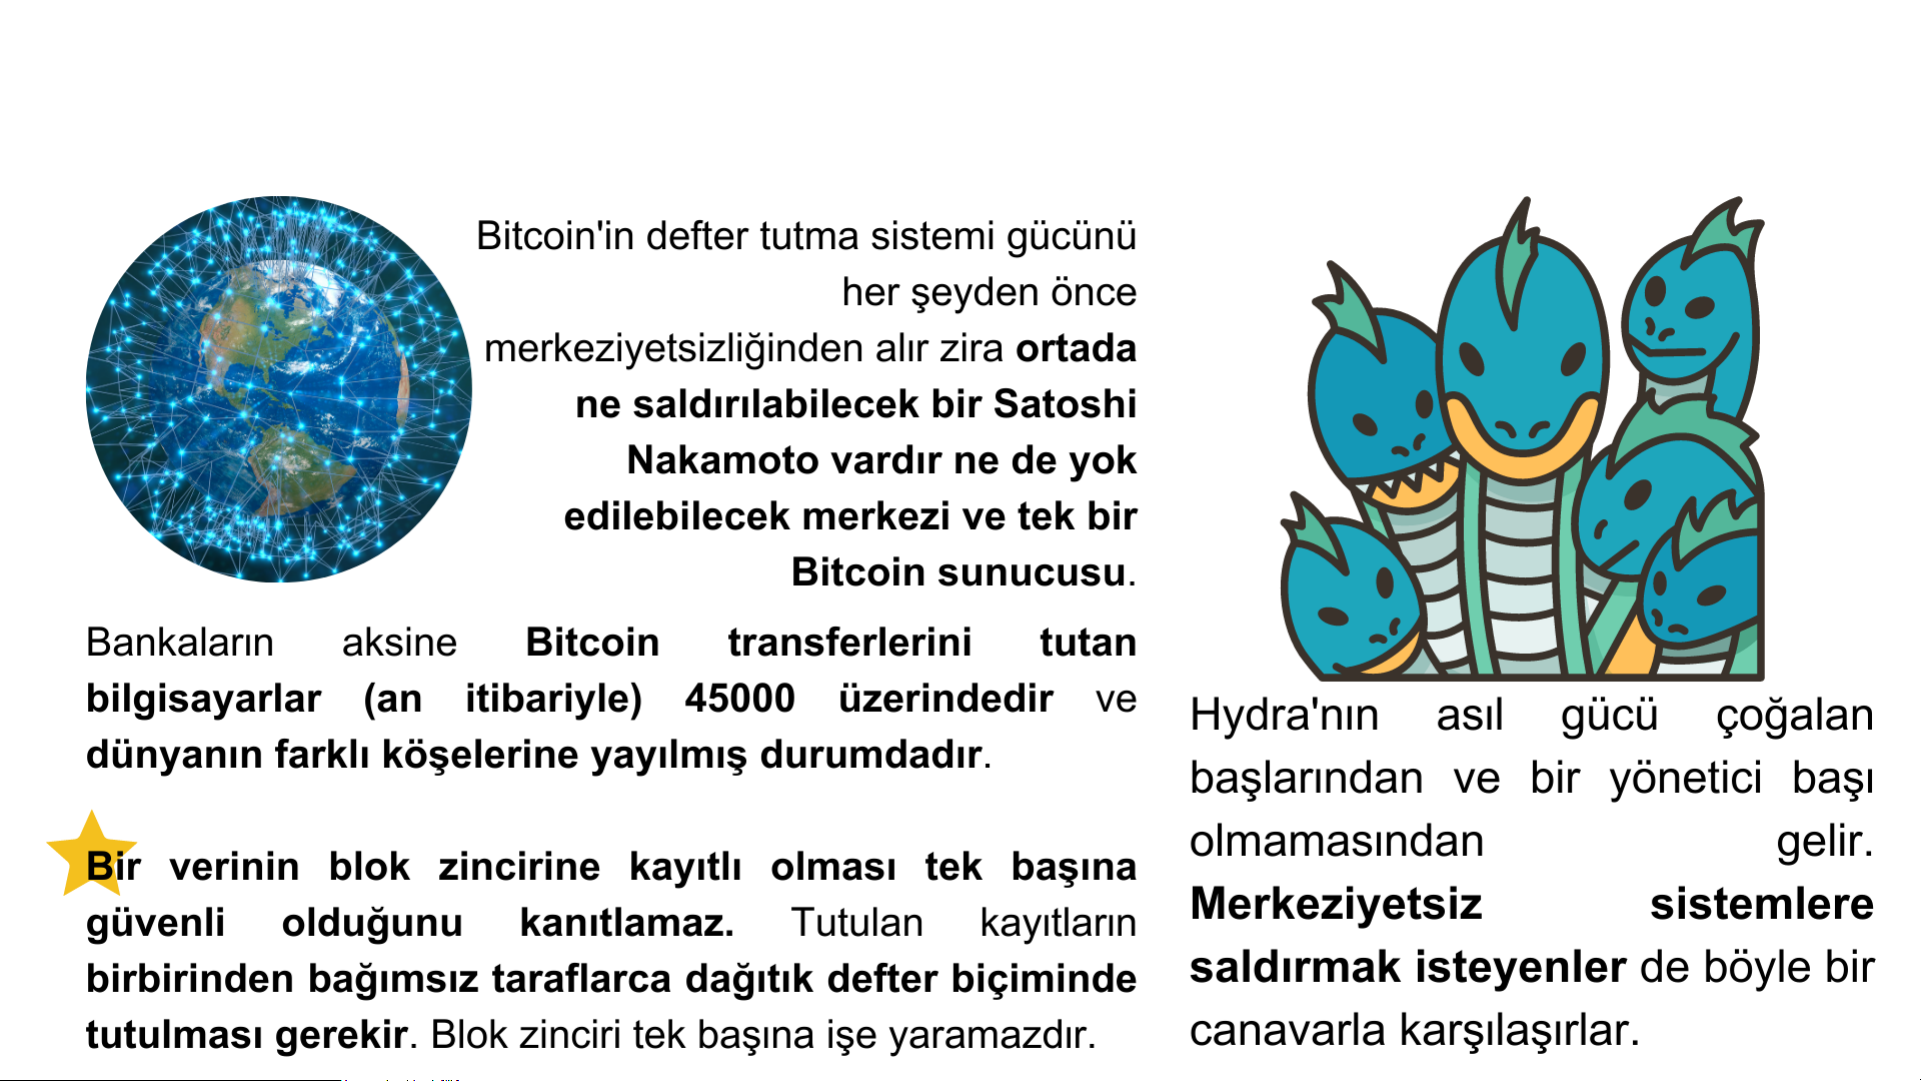 Bitcoin'in defter tutma sistemi gücünü
her şeyden önce
merkeziyetsizliğinden alır zira ortada
ne saldırılabilecek bir Satoshi
Nakamoto vardır ne de yok
edilebilecek merkezi ve tek bir
Bitcoin sunucusu.
Bankaların aksine Bitcoin transferlerini tutan
bilgisayarlar (an itibariyle) 45000 üzerindedir ve
dünyanın farklı köşelerine yayılmış durumdadır.
Bir verinin blok zincirine kayıtlı olması tek başına
güvenli olduğunu kanıtlamaz. Tutulan kayıtların
birbirinden bağımsız taraflarca dağıtık defter biçiminde
tutulması gerekir. Blok zinciri tek başına işe yaramazdır.
Hydra'nın asıl gücü çoğalan
başlarından ve bir yönetici başı
olmamasından gelir.
Merkeziyetsiz sistemlere
saldırmak isteyenler de böyle bir
canavarla karşılaşırlar.